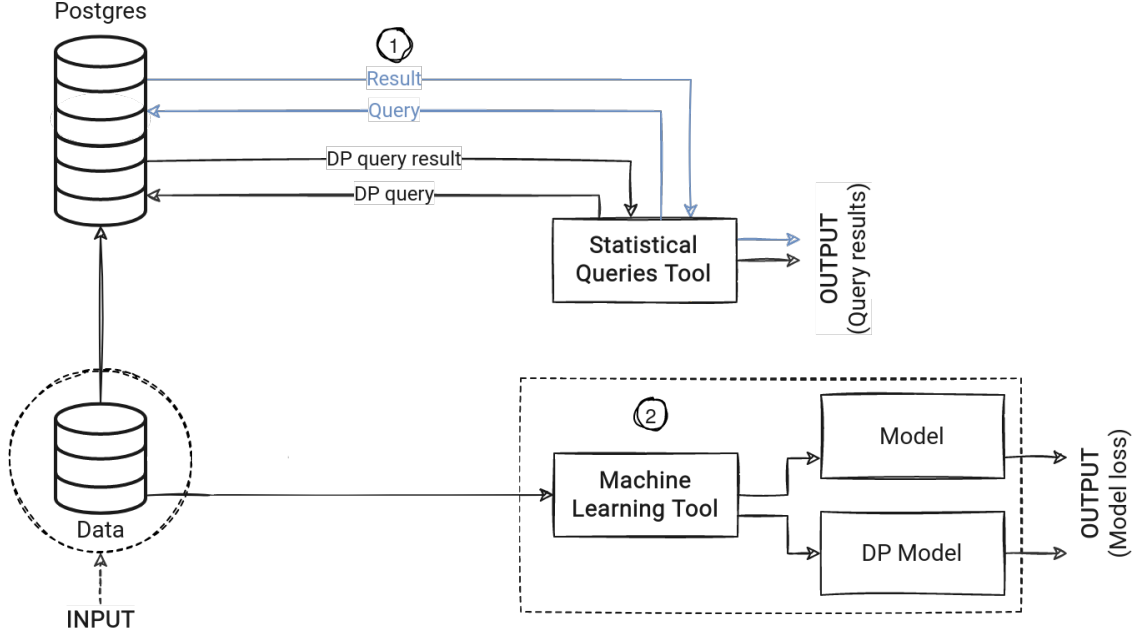 Postgres
1
Result
Query
DP query result
DP query
Statistical
Queries Tool
OUTPUT
(Query results)
2
Machine
Learning Tool
Model
DP Model
OUTPUT
(Model loss)
Data
INPUT